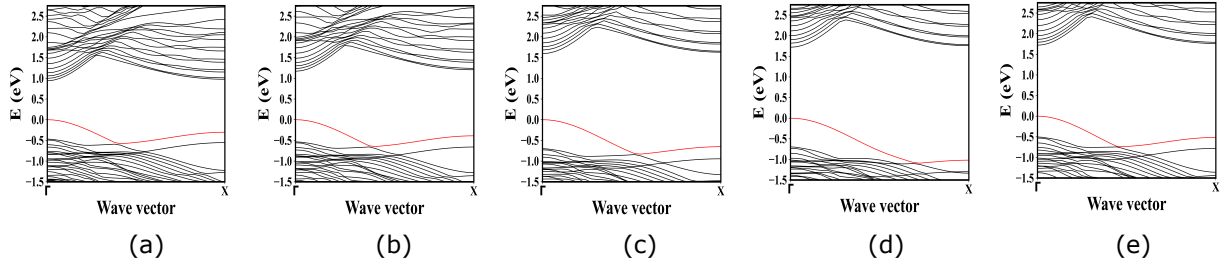 2.5 2.5 2.5 2.5 2.5
2.0 2.0 2.0 2.0 2.0
1.5 1.5 1.5 1.5 1.5
1.0 1.0 1.0 1.0 1.0
E (eV) E (eV) E (eV) E (eV) E (eV)
0.5 0.5 0.5 0.5 0.5
0.0 0.0 0.0 0.0 0.0
−0.5 −0.5 −0.5 −0.5 −0.5
−1.0 −1.0 −1.0 −1.0 −1.0
−1.5 −1.5 −1.5 −1.5 −1.5
Γ X Γ X Γ X Γ X Γ X
Wave vector Wave vector Wave vector Wave vector Wave vector
(a) (b) (c) (d) (e)